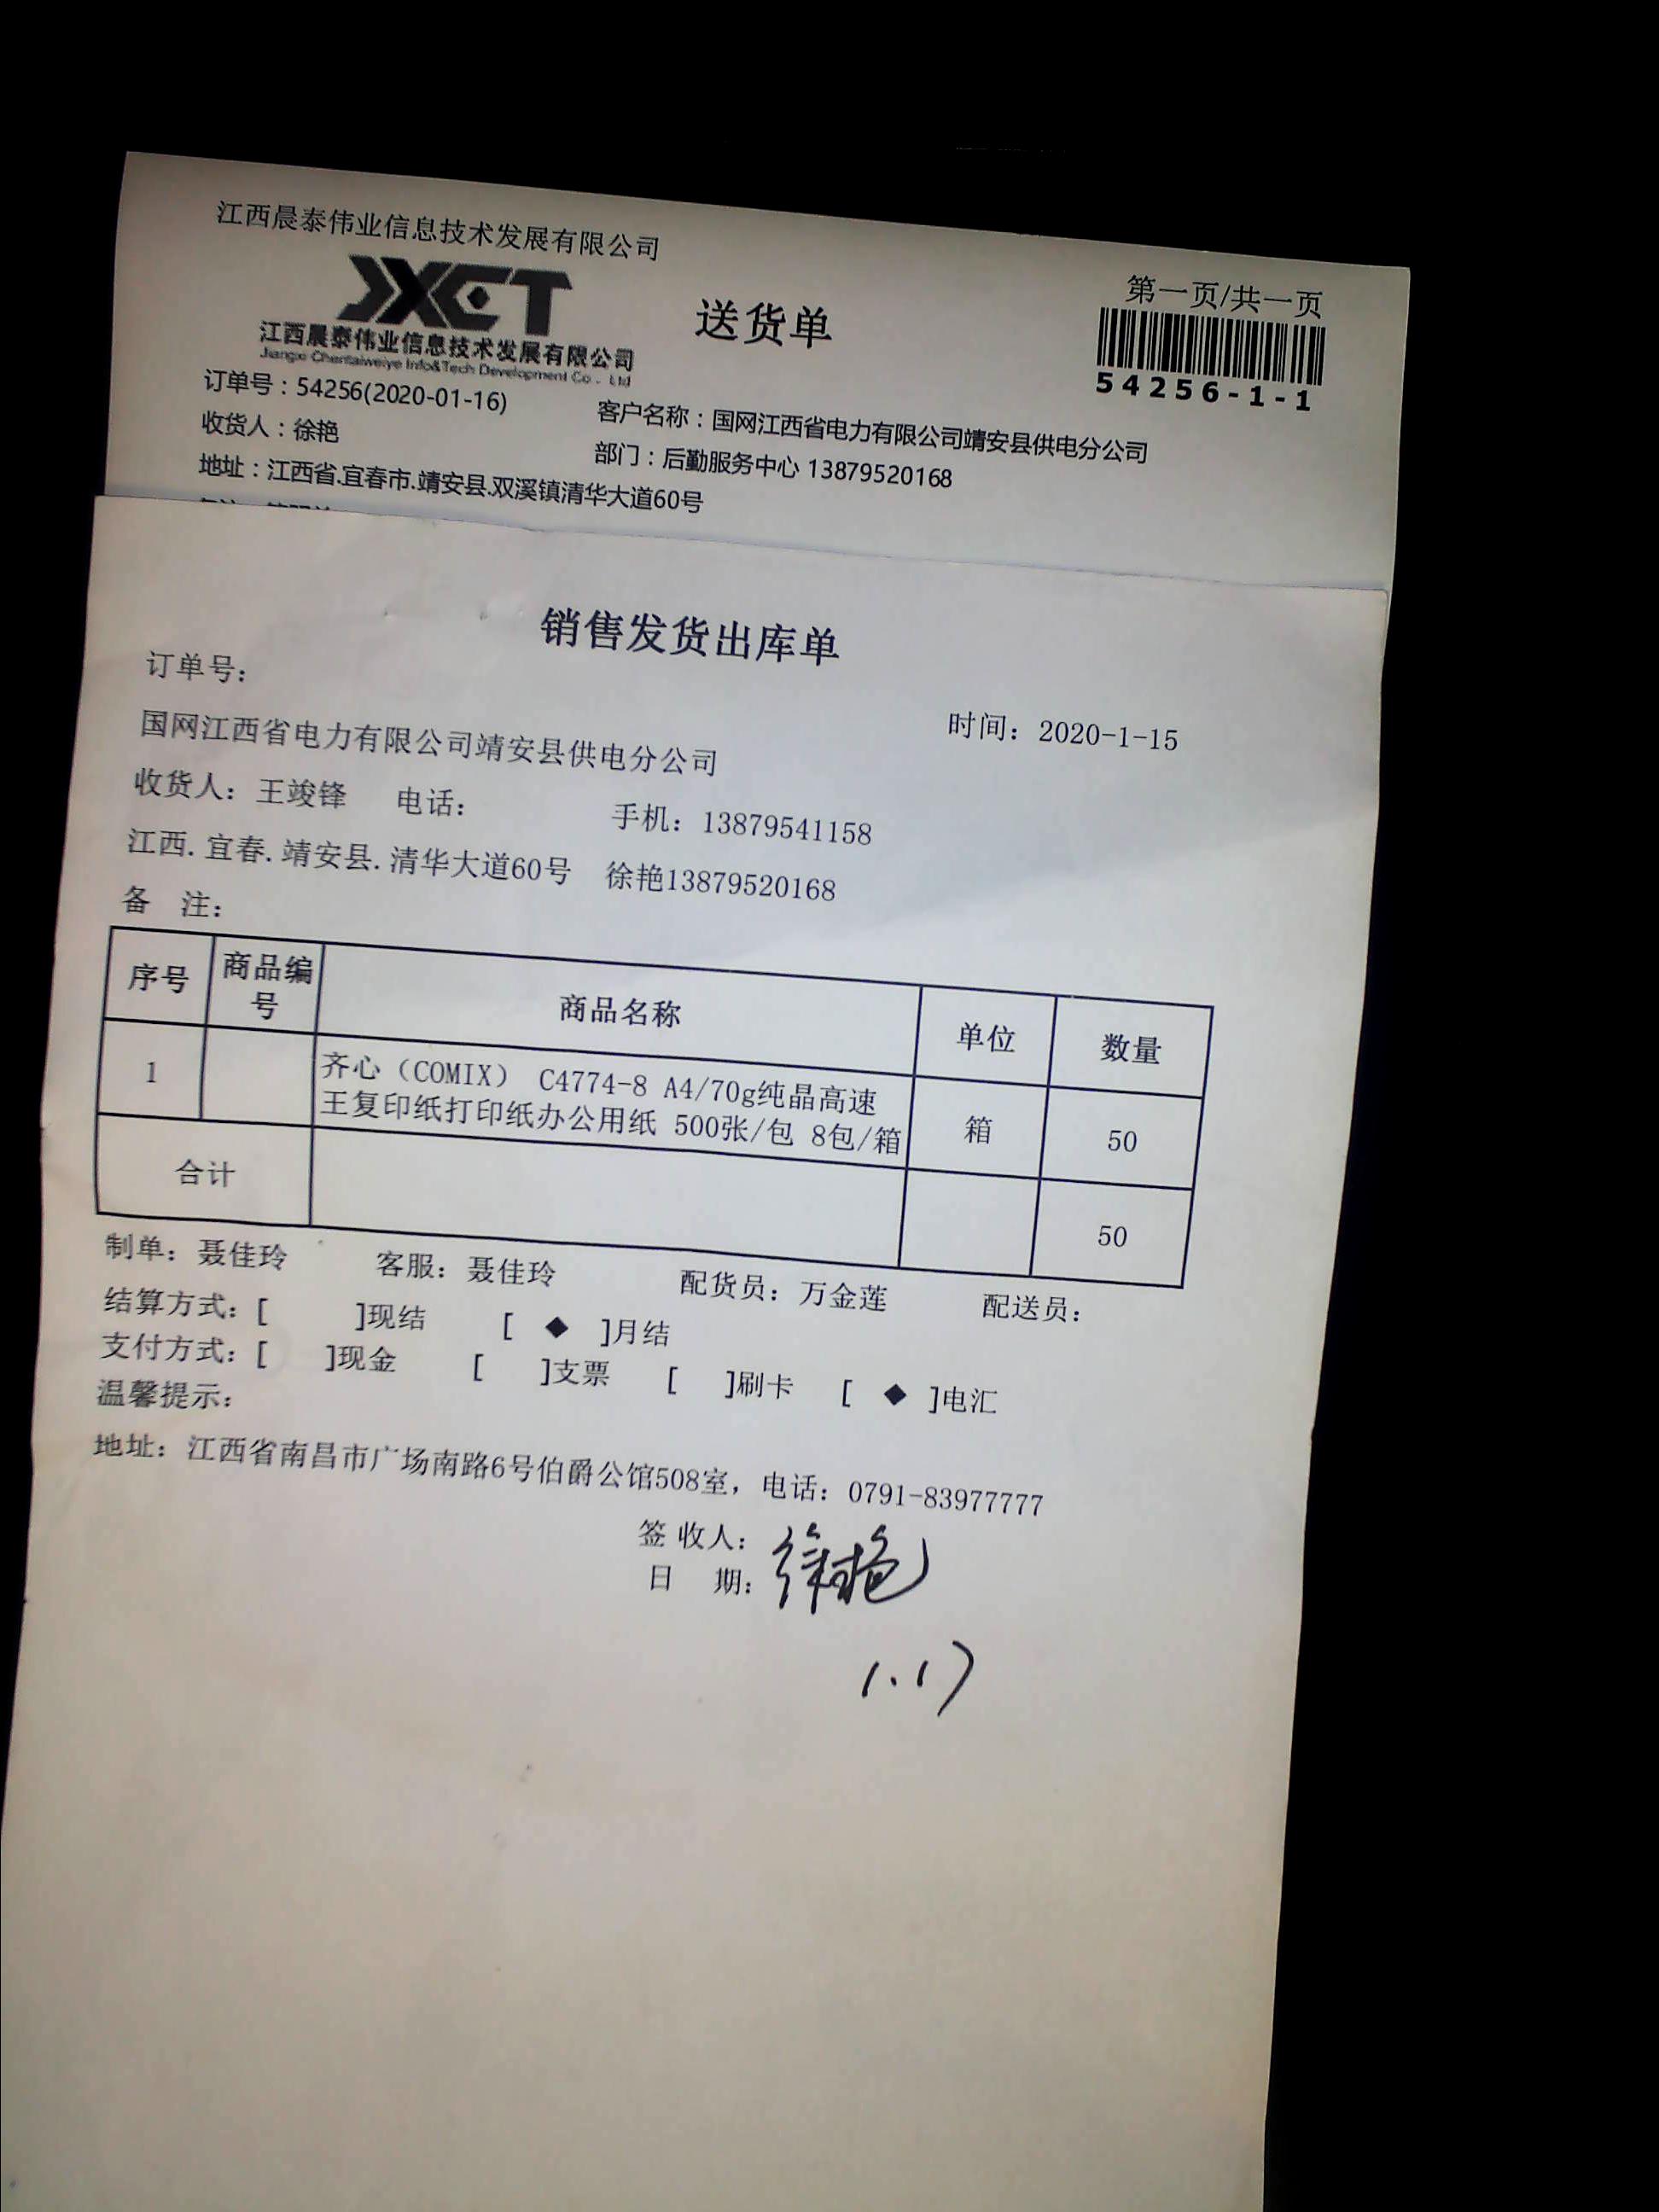 江西晨泰伟业信息技术发展有限公司
JXCT
江西晨泰伟业信息技术发展有限公司
Jiangxi Chentaiweiye Info&Tech Development Co., Ltd
送货单
第一页/共一页
54256-1-1
订单号：54256(2020-01-16)
客户名称：国网江西省电力有限公司靖安县供电分公司
收货人：徐艳
部门：后勤服务中心 13879520168
地址：江西省.宜春市.靖安县.双溪镇清华大道60号
销售发货出库单
订单号：
时间：2020-1-15
国网江西省电力有限公司靖安县供电分公司
收货人：王竣锋 电话： 手机：13879541158
江西.宜春.靖安县.清华大道60号 徐艳13879520168
备 注：
序号 商品编号 商品名称 单位 数量
1 齐心（COMIX） C4774-8 A4/70g纯晶高速
王复印纸打印纸办公用纸 500张/包 8包/箱 箱 50
合计 50
制单：聂佳玲 客服：聂佳玲 配货员：万金莲 配送员：
结算方式：[ ]现结 [ ◆ ]月结
支付方式：[ ]现金 [ ]支票 [ ]刷卡 [ ◆ ]电汇
温馨提示：
地址：江西省南昌市广场南路6号伯爵公馆508室，电话：0791-83977777
签 收人：徐艳
日 期：
1.17